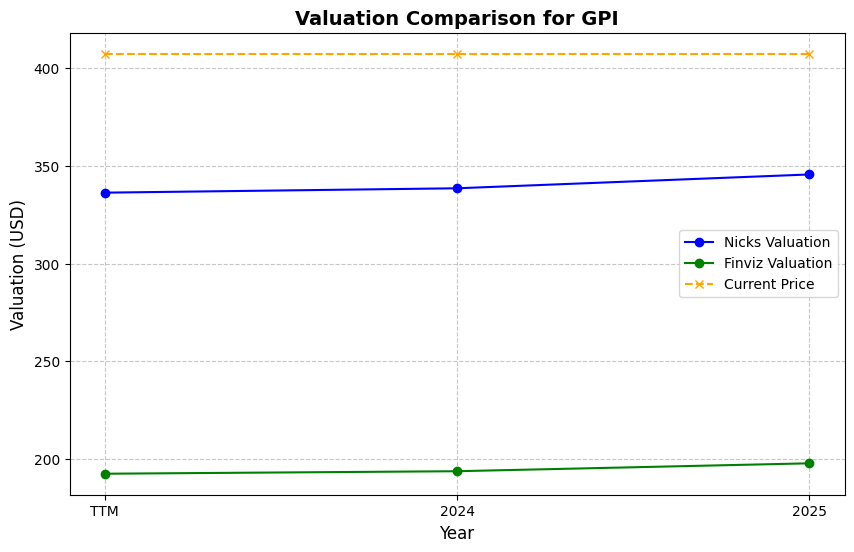 Valuation Comparison for GPI
Valuation (USD)
400
350
300
250
200
Nicks Valuation
Finviz Valuation
Current Price
TTM
2024
2025
Year